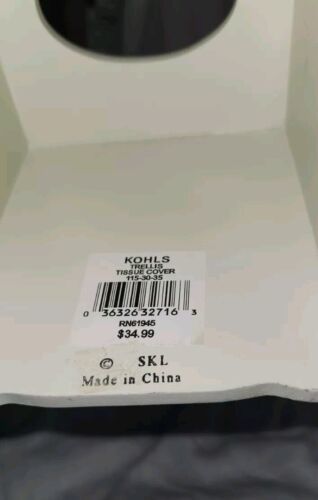 KOHLS
TRELLIS
TISSUE COVER
115-30-35
0 36326 32716 3
RN61945
$34.99
© SKL
Made in China